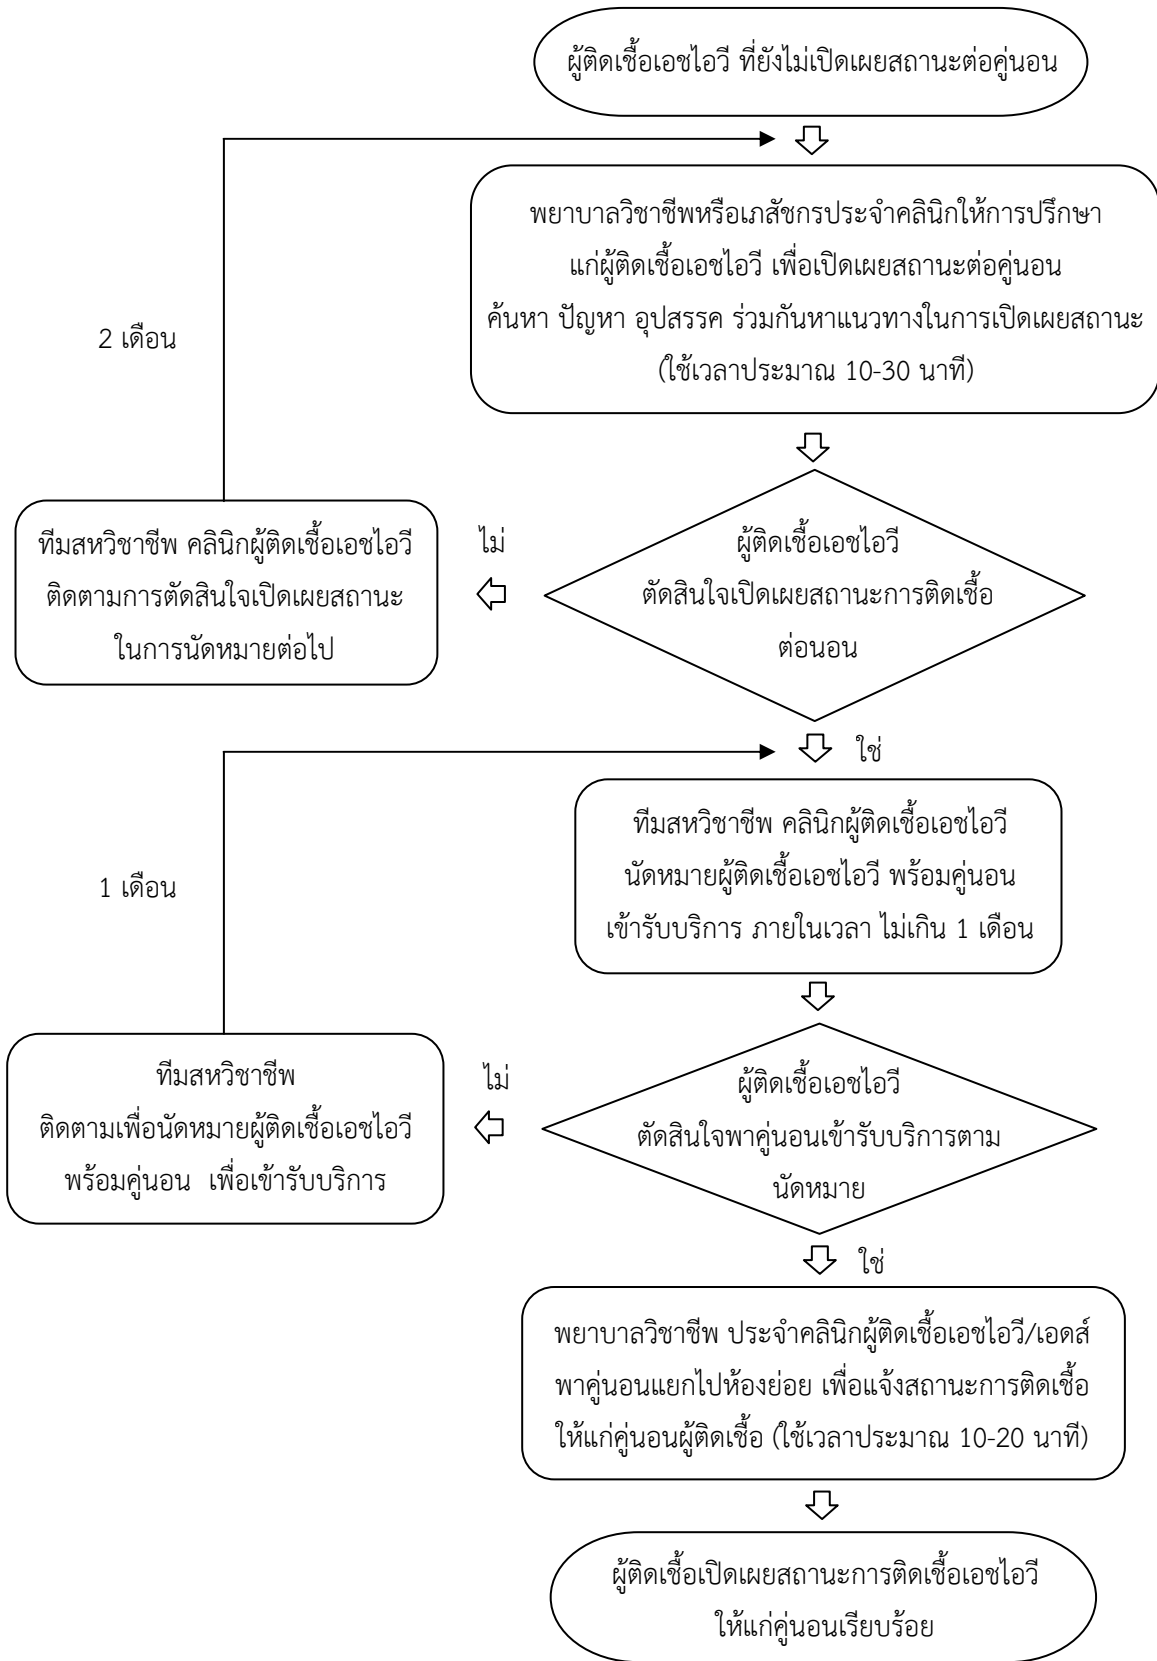 ผู้ติดเชื้อเอชไอวี ที่ยังไม่เปิดเผยสถานะต่อคู่นอน
พยาบาลวิชาชีพหรือเภสัชกรประจำคลินิกให้การปรึกษา
แก่ผู้ติดเชื้อเอชไอวี เพื่อเปิดเผยสถานะต่อคู่นอน
ค้นหา ปัญหา อุปสรรค ร่วมกันหาแนวทางในการเปิดเผยสถานะ
(ใช้เวลาประมาณ 10-30 นาที)
2 เดือน
ผู้ติดเชื้อเอชไอวี
ตัดสินใจเปิดเผยสถานะการติดเชื้อ
ต่อนอน
ไม่
ทีมสหวิชาชีพ คลินิกผู้ติดเชื้อเอชไอวี
ติดตามการตัดสินใจเปิดเผยสถานะ
ในการนัดหมายต่อไป
ใช่
ทีมสหวิชาชีพ คลินิกผู้ติดเชื้อเอชไอวี
นัดหมายผู้ติดเชื้อเอชไอวี พร้อมคู่นอน
เข้ารับบริการ ภายในเวลา ไม่เกิน 1 เดือน
1 เดือน
ผู้ติดเชื้อเอชไอวี
ตัดสินใจพาคู่นอนเข้ารับบริการตาม
นัดหมาย
ไม่
ทีมสหวิชาชีพ
ติดตามเพื่อนัดหมายผู้ติดเชื้อเอชไอวี
พร้อมคู่นอน เพื่อเข้ารับบริการ
ใช่
พยาบาลวิชาชีพ ประจำคลินิกผู้ติดเชื้อเอชไอวี/เอดส์
พาคู่นอนแยกไปห้องย่อย เพื่อแจ้งสถานะการติดเชื้อ
ให้แก่คู่นอนผู้ติดเชื้อ (ใช้เวลาประมาณ 10-20 นาที)
ผู้ติดเชื้อเปิดเผยสถานะการติดเชื้อเอชไอวี
ให้แก่คู่นอนเรียบร้อย